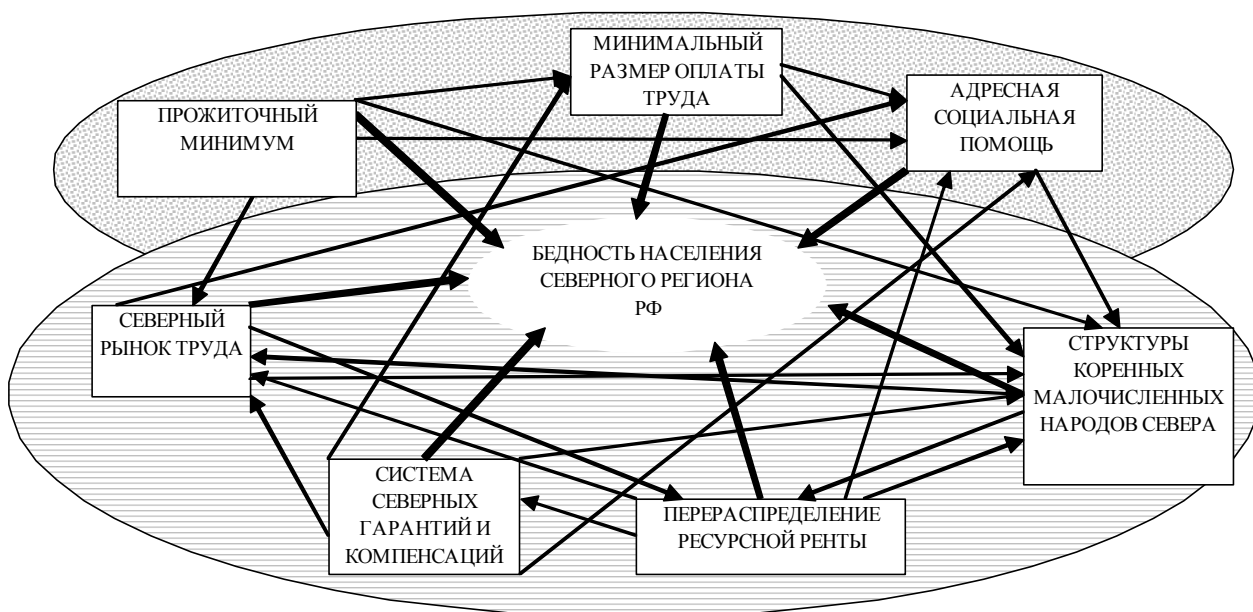 МИНИМАЛЬНЫЙ
РАЗМЕР ОПЛАТЫ
ТРУДА
АДРЕСНАЯ
СОЦИАЛЬНАЯ
ПОМОЩЬ
ПРОЖИТОЧНЫЙ
МИНИМУМ
БЕДНОСТЬ НАСЕЛЕНИЯ
СЕВЕРНОГО РЕГИОНА
РФ
СЕВЕРНЫЙ
РЫНОК ТРУДА
СТРУКТУРЫ
КОРЕННЫХ
МАЛОЧИСЛЕННЫХ
НАРОДОВ СЕВЕРА
СИСТЕМА
СЕВЕРНЫХ
ГАРАНТИЙ И
КОМПЕНСАЦИЙ
ПЕРЕРАСПРЕДЕЛЕНИЕ
РЕСУРСНОЙ РЕНТЫ